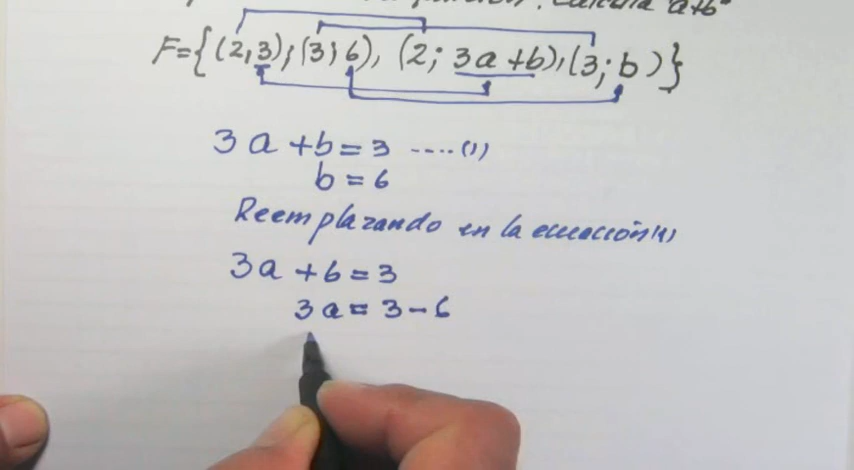 Calcula "a+b"
F={(2,3);(3;6),(2;3a+b),(3;b)}
3a+b=3 ....(1)
b=6
Reemplazando en la ecuación(1)
3a+6=3
3a=3-6